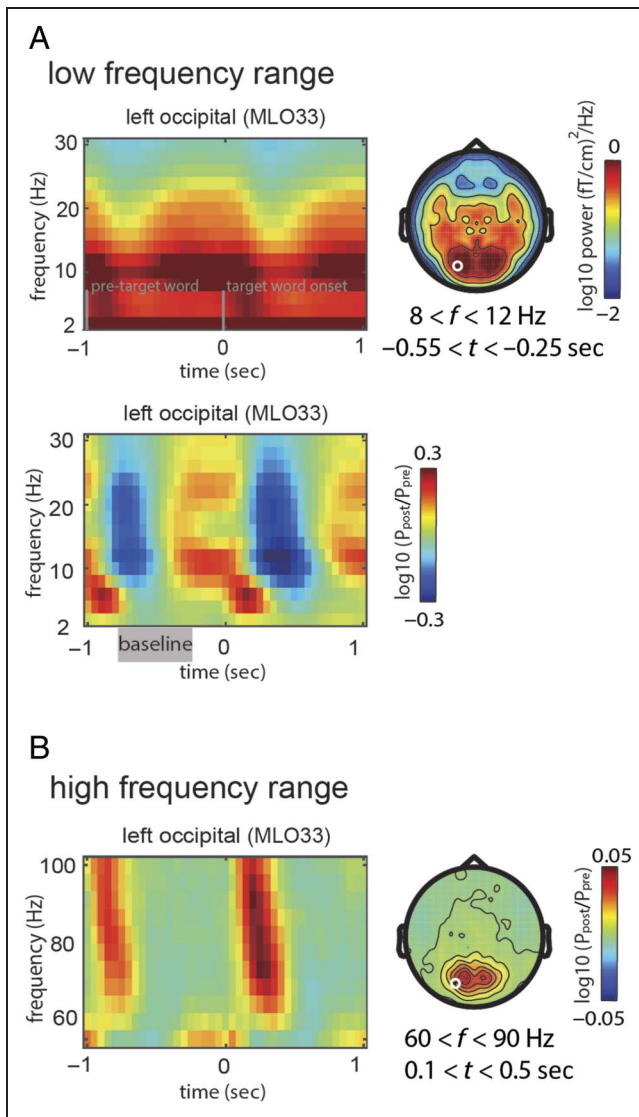 A
low frequency range
left occipital (MLO33)
30
20
10
2
frequency (Hz)
pre-target word
target word onset
−1
0
1
time (sec)
8 < f < 12 Hz
−0.55 < t < −0.25 sec
0
−2
log10 power (fT/cm)²/Hz
left occipital (MLO33)
30
20
10
2
frequency (Hz)
−1
baseline
0
1
time (sec)
0.3
−0.3
log10 (Ppost/Ppre)
B
high frequency range
left occipital (MLO33)
100
80
60
frequency (Hz)
-1
0
1
time (sec)
60 < f < 90 Hz
0.1 < t < 0.5 sec
0.05
−0.05
log10 (Ppost/Ppre)